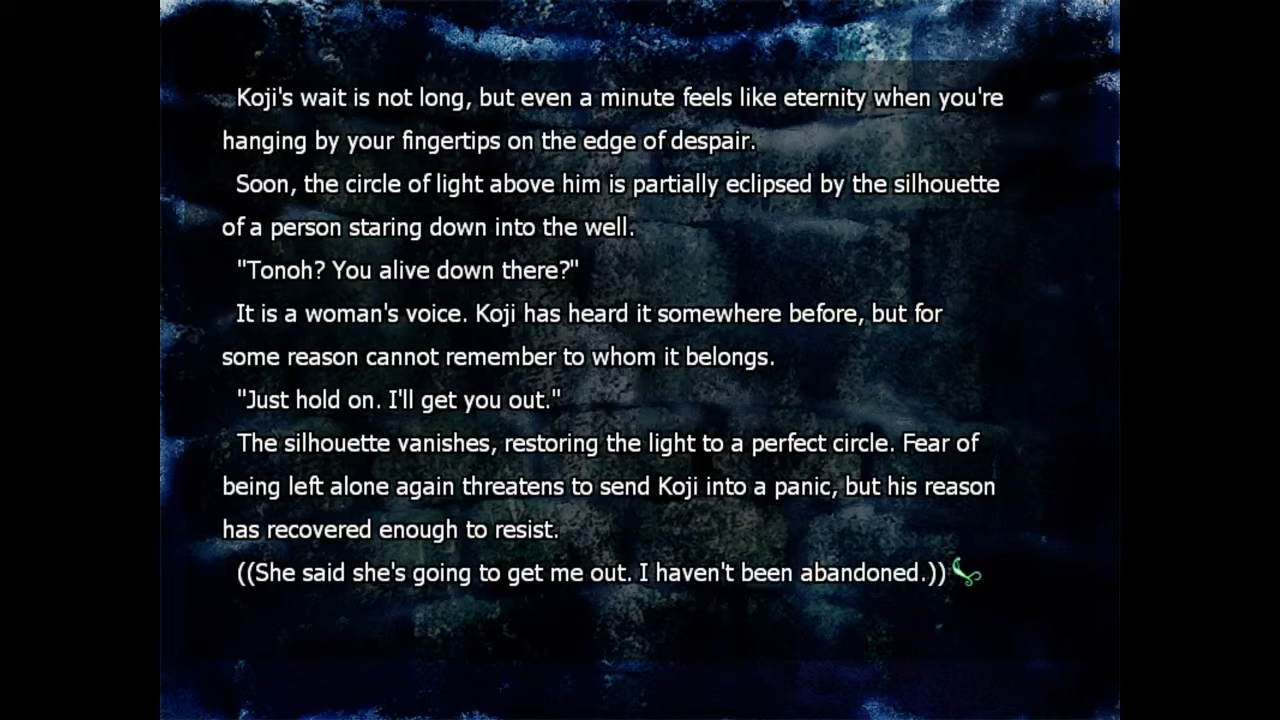 Koji's wait is not long, but even a minute feels like eternity when you're
hanging by your fingertips on the edge of despair.
Soon, the circle of light above him is partially eclipsed by the silhouette
of a person staring down into the well.
"Tonoh? You alive down there?"
It is a woman's voice. Koji has heard it somewhere before, but for
some reason cannot remember to whom it belongs.
"Just hold on. I'll get you out."
The silhouette vanishes, restoring the light to a perfect circle. Fear of
being left alone again threatens to send Koji into a panic, but his reason
has recovered enough to resist.
((She said she's going to get me out. I haven't been abandoned.))